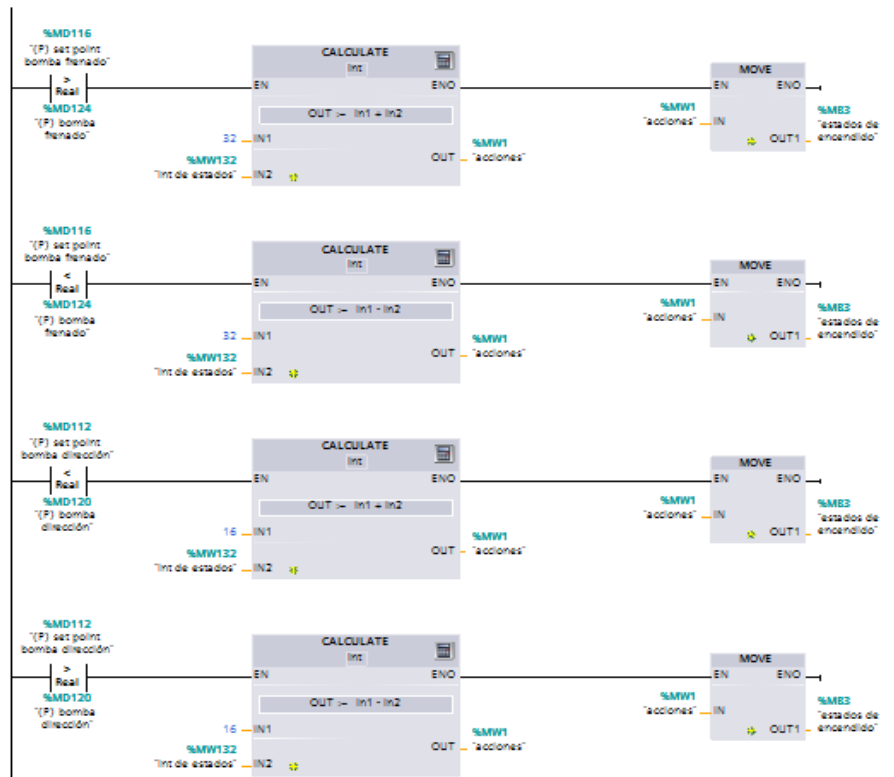 %MD116
"(P) set point
bomba frenado"
>
Real
%MD124
"(P) bomba
frenado"
CALCULATE
Int
EN
ENO
OUT := In1 + In2
32
IN1
%MW132
"Int de estados"
IN2
OUT
%MW1
"acciones"
MOVE
EN
ENO
%MW1
"acciones"
IN
OUT1
%MB3
"estados de
encendido"
%MD116
"(P) set point
bomba frenado"
<
Real
%MD124
"(P) bomba
frenado"
CALCULATE
Int
EN
ENO
OUT := In1 - In2
32
IN1
%MW132
"Int de estados"
IN2
OUT
%MW1
"acciones"
MOVE
EN
ENO
%MW1
"acciones"
IN
OUT1
%MB3
"estados de
encendido"
%MD112
"(P) set point
bomba dirección"
<
Real
%MD120
"(P) bomba
dirección"
CALCULATE
Int
EN
ENO
OUT := In1 + In2
16
IN1
%MW132
"Int de estados"
IN2
OUT
%MW1
"acciones"
MOVE
EN
ENO
%MW1
"acciones"
IN
OUT1
%MB3
"estados de
encendido"
%MD112
"(P) set point
bomba dirección"
>
Real
%MD120
"(P) bomba
dirección"
CALCULATE
Int
EN
ENO
OUT := In1 - In2
16
IN1
%MW132
"Int de estados"
IN2
OUT
%MW1
"acciones"
MOVE
EN
ENO
%MW1
"acciones"
IN
OUT1
%MB3
"estados de
encendido"